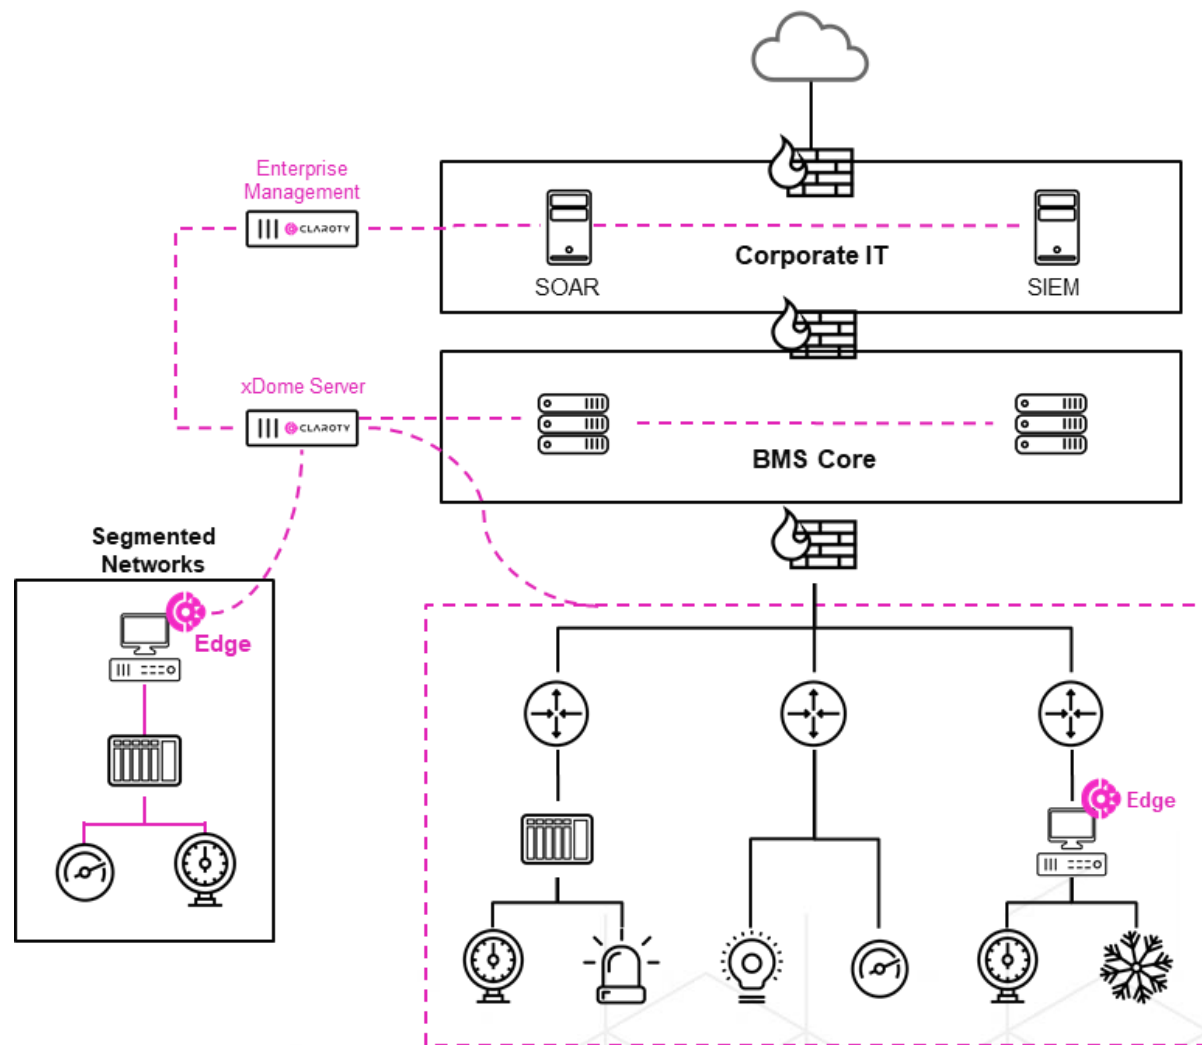 Enterprise
Management
CLAROTY
SOAR
Corporate IT
SIEM
xDome Server
CLAROTY
BMS Core
Segmented
Networks
Edge
Edge